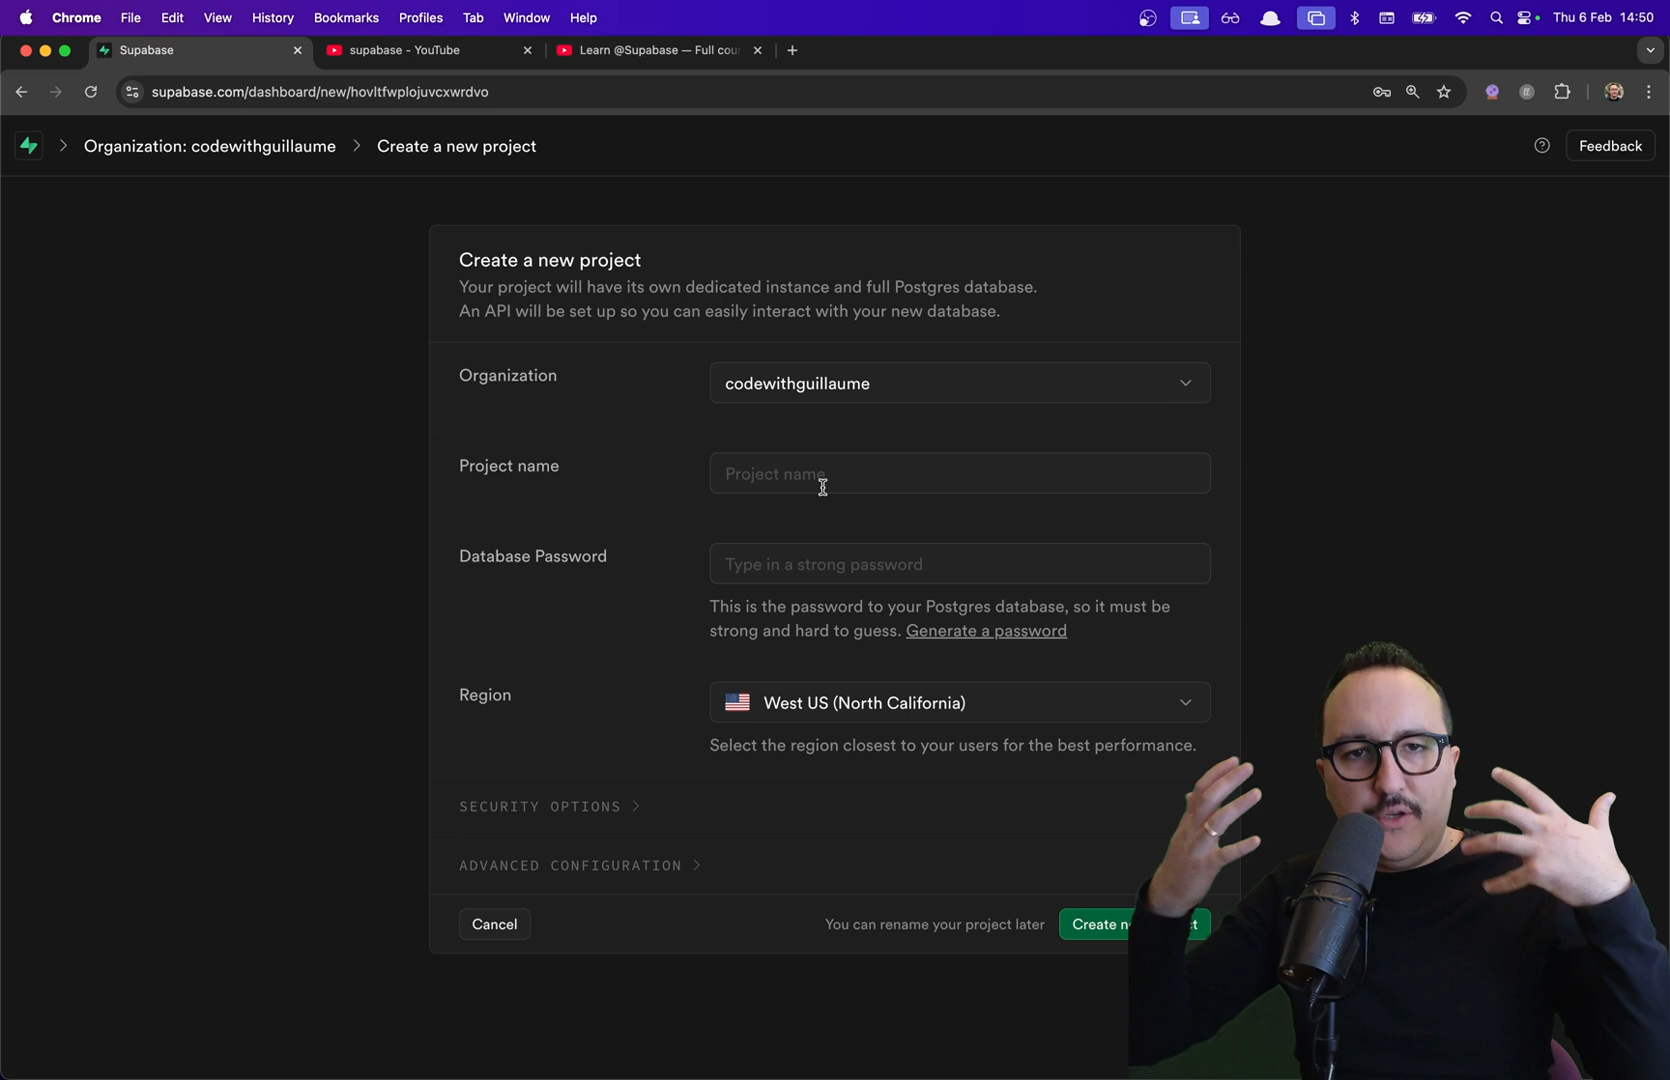 Chrome File Edit View History Bookmarks Profiles Tab Window Help Thu 6 Feb 14:50
Supabase supabase - YouTube Learn @Supabase — Full cou
supabase.com/dashboard/new/hovltfwplojuvcxwrdvo
Organization: codewithguillaume Create a new project Feedback
Create a new project
Your project will have its own dedicated instance and full Postgres database.
An API will be set up so you can easily interact with your new database.
Organization codewithguillaume
Project name Project name
Database Password Type in a strong password
This is the password to your Postgres database, so it must be
strong and hard to guess. Generate a password
Region West US (North California)
Select the region closest to your users for the best performance.
SECURITY OPTIONS
ADVANCED CONFIGURATION
Cancel You can rename your project later Create n t